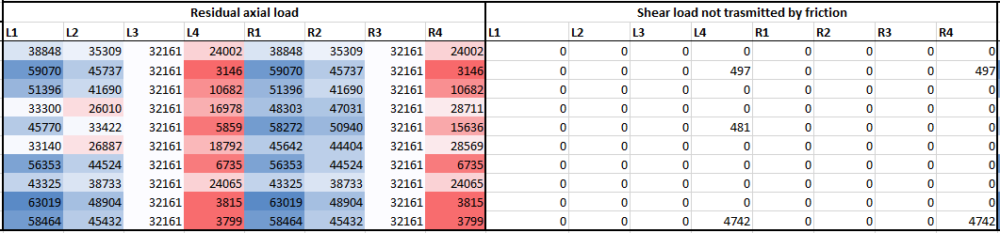 Residual axial load Shear load not trasmitted by friction
L1 L2 L3 L4 R1 R2 R3 R4 L1 L2 L3 L4 R1 R2 R3 R4
38848 35309 32161 24002 38848 35309 32161 24002 0 0 0 0 0 0 0 0
59070 45737 32161 3146 59070 45737 32161 3146 0 0 0 497 0 0 0 497
51396 41690 32161 10682 51396 41690 32161 10682 0 0 0 0 0 0 0 0
33300 26010 32161 16978 48303 47031 32161 28711 0 0 0 0 0 0 0 0
45770 33422 32161 5859 58272 50940 32161 15636 0 0 0 481 0 0 0 0
33140 26887 32161 18792 45642 44404 32161 28569 0 0 0 0 0 0 0 0
56353 44524 32161 6735 56353 44524 32161 6735 0 0 0 0 0 0 0 0
43325 38733 32161 24065 43325 38733 32161 24065 0 0 0 0 0 0 0 0
63019 48904 32161 3815 63019 48904 32161 3815 0 0 0 0 0 0 0 0
58464 45432 32161 3799 58464 45432 32161 3799 0 0 0 4742 0 0 0 4742